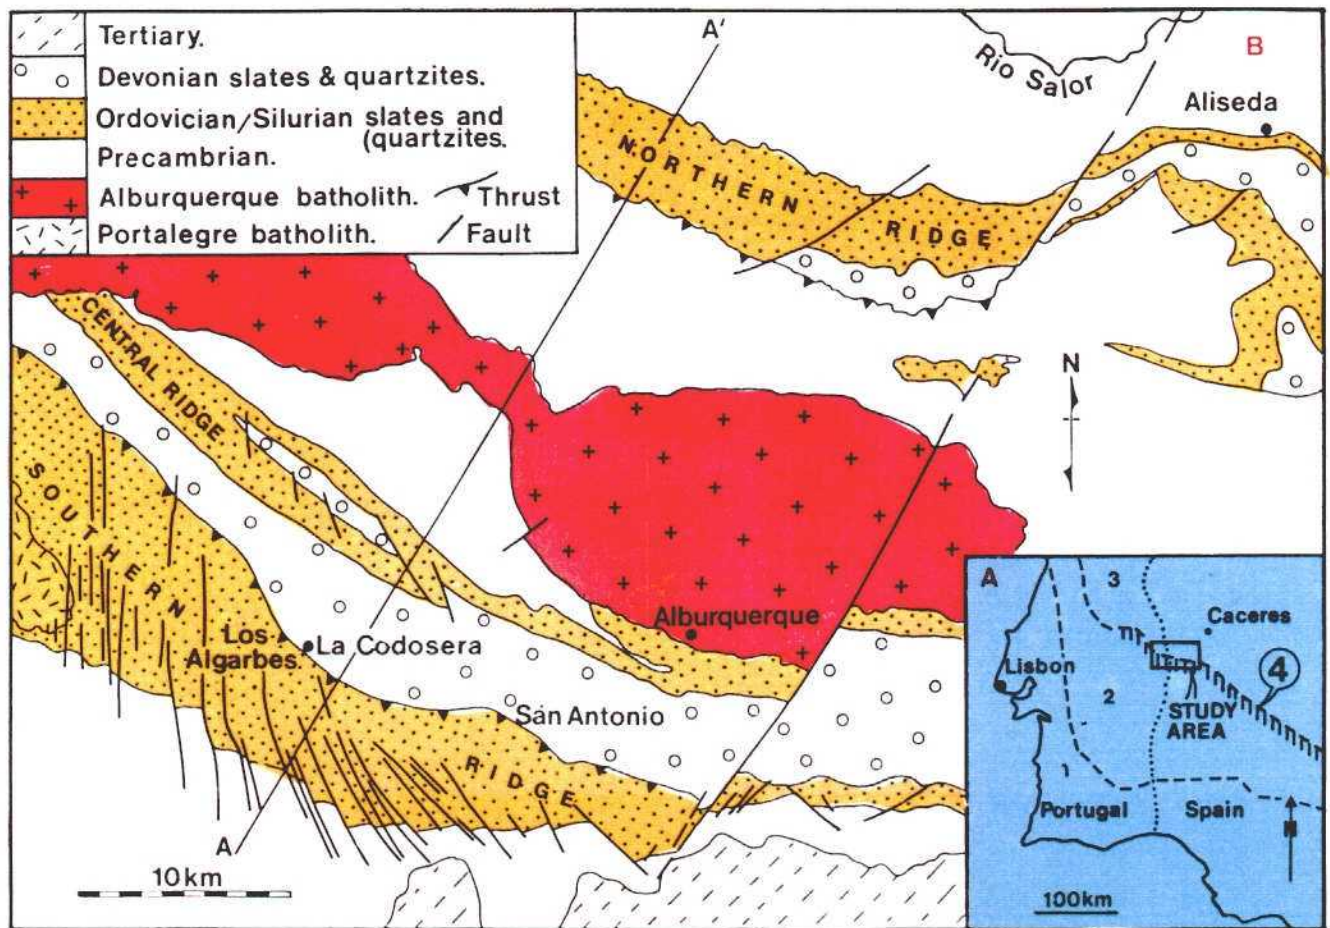 Tertiary.
Devonian slates & quartzites.
Ordovician/Silurian slates and
(quartzites.
Precambrian.
Alburquerque batholith.
Thrust
Portalegre batholith.
Fault
A'
Rio Salor
B
Aliseda
NORTHERN RIDGE
CENTRAL RIDGE
N
SOUTHERN RIDGE
Los
Algarbes.
La Codosera
Alburquerque
San Antonio
A
10 km
A
3
Caceres
Lisbon
4
2
STUDY
AREA
Portugal
Spain
N
100km